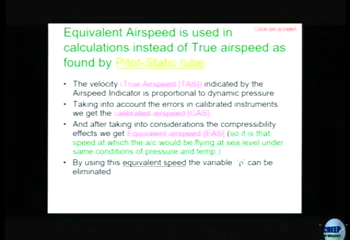 Equivalent Airspeed is used in
calculations instead of True airspeed as
found by Pitot-Static tube
• The velocity (True Airspeed [TAS]) indicated by the
Airspeed Indicator is proportional to dynamic pressure
• Taking into account the errors in calibrated instruments
we get the calibrated airspeed (CAS).
• And after taking into considerations the compressibility
effects we get Equivalent airspeed (EAS) (so it is that
speed at which the a/c would be flying at sea level under
same conditions of pressure and temp.)
• By using this equivalent speed the variable 'ρ' can be
eliminated